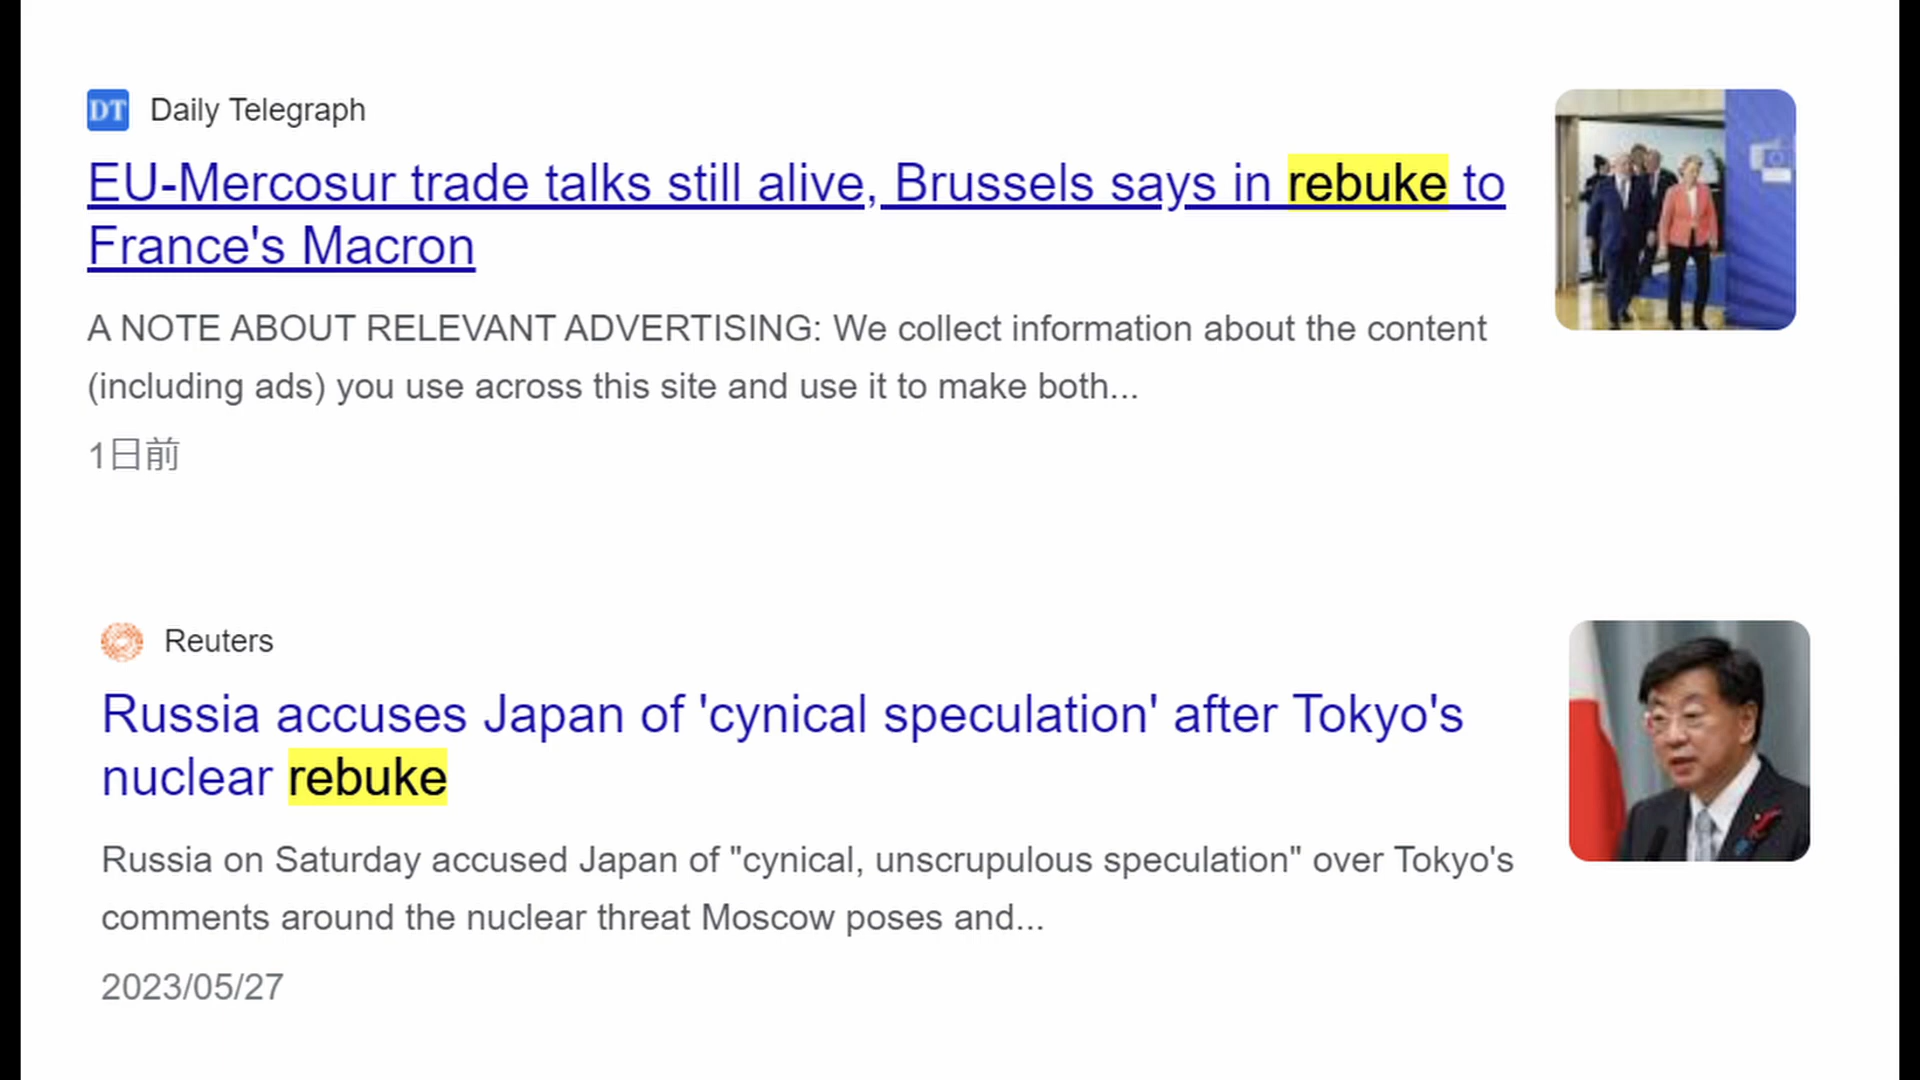 DT Daily Telegraph
EU-Mercosur trade talks still alive, Brussels says in rebuke to
France's Macron
A NOTE ABOUT RELEVANT ADVERTISING: We collect information about the content
(including ads) you use across this site and use it to make both...
1日前
Reuters
Russia accuses Japan of 'cynical speculation' after Tokyo's
nuclear rebuke
Russia on Saturday accused Japan of "cynical, unscrupulous speculation" over Tokyo's
comments around the nuclear threat Moscow poses and...
2023/05/27